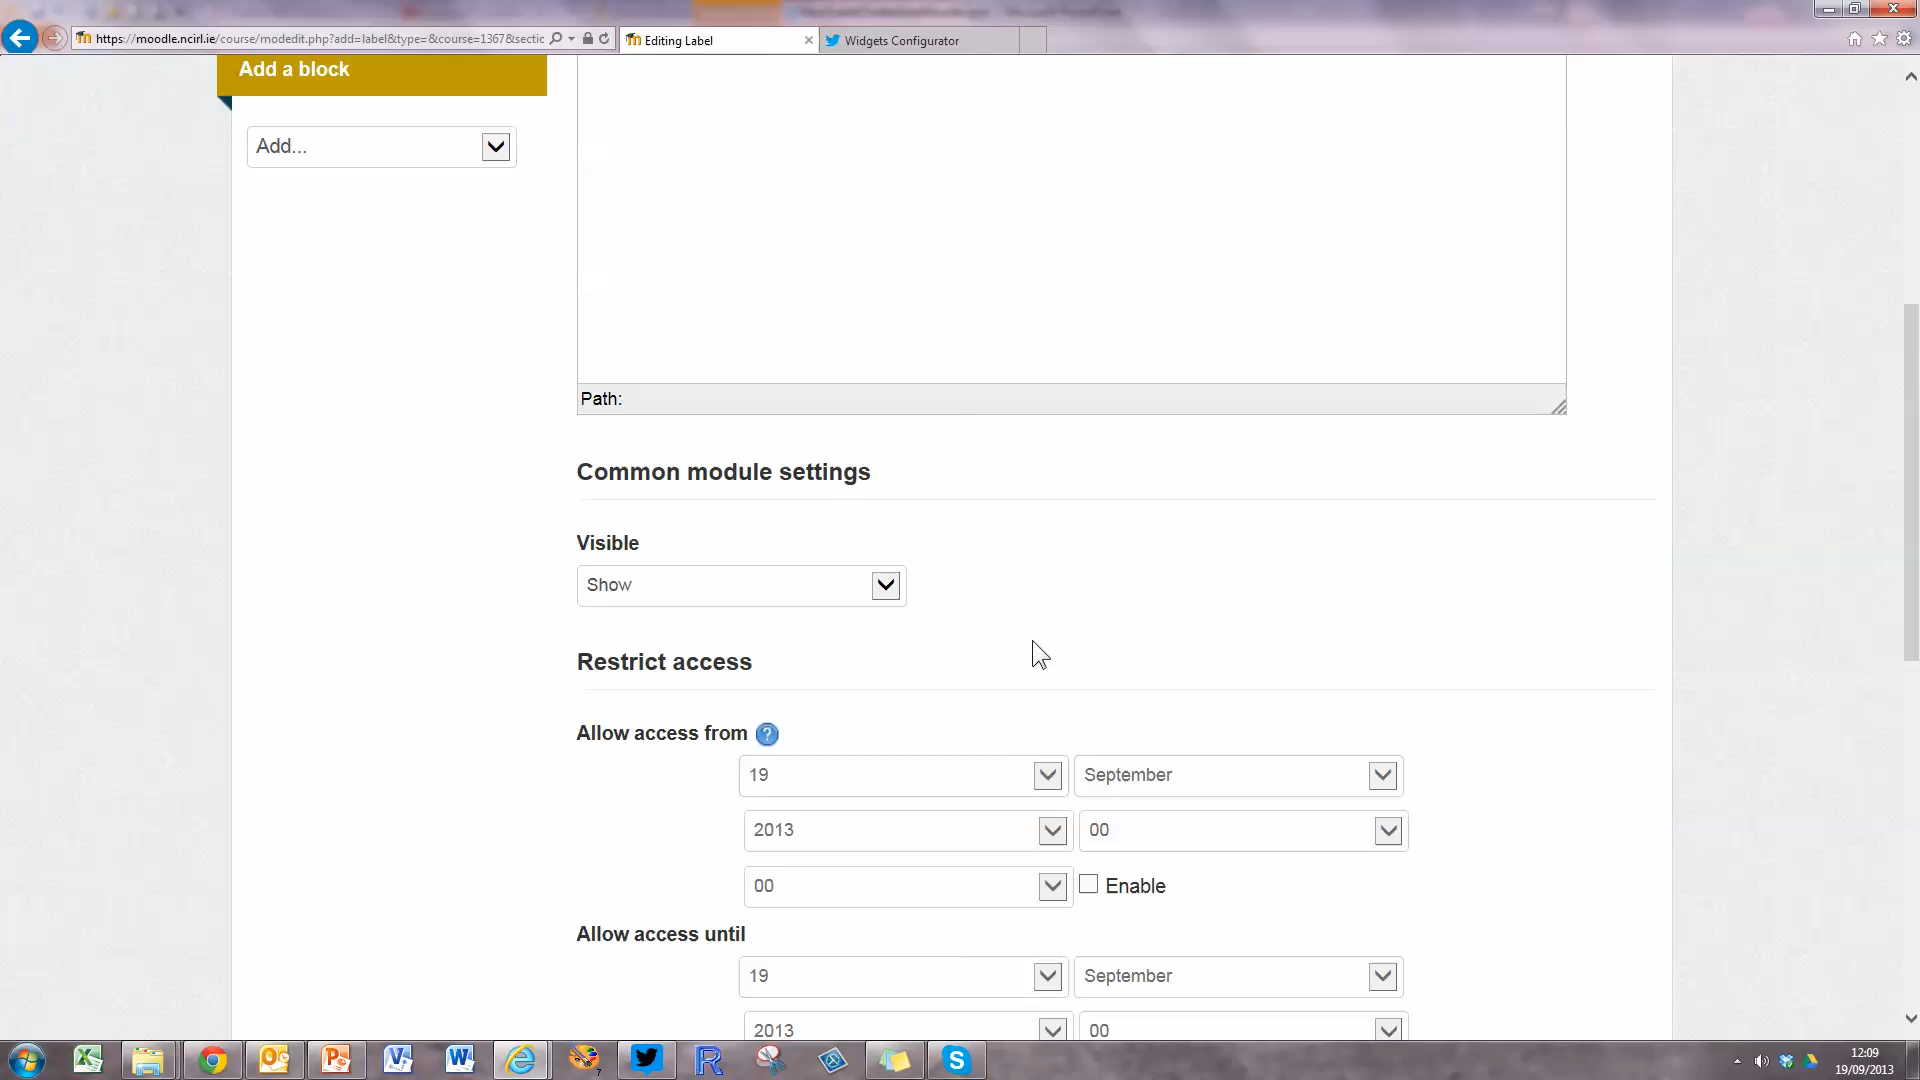 https://moodle.ncirl.ie/course/modedit.php?add=label&type=&course=1367&sectic
Editing Label
Widgets Configurator
Add a block
Add...
Path:
Common module settings
Visible
Show
Restrict access
Allow access from
19 September
2013 00
00 Enable
Allow access until
19 September
2013 00
12:09
19/09/2013